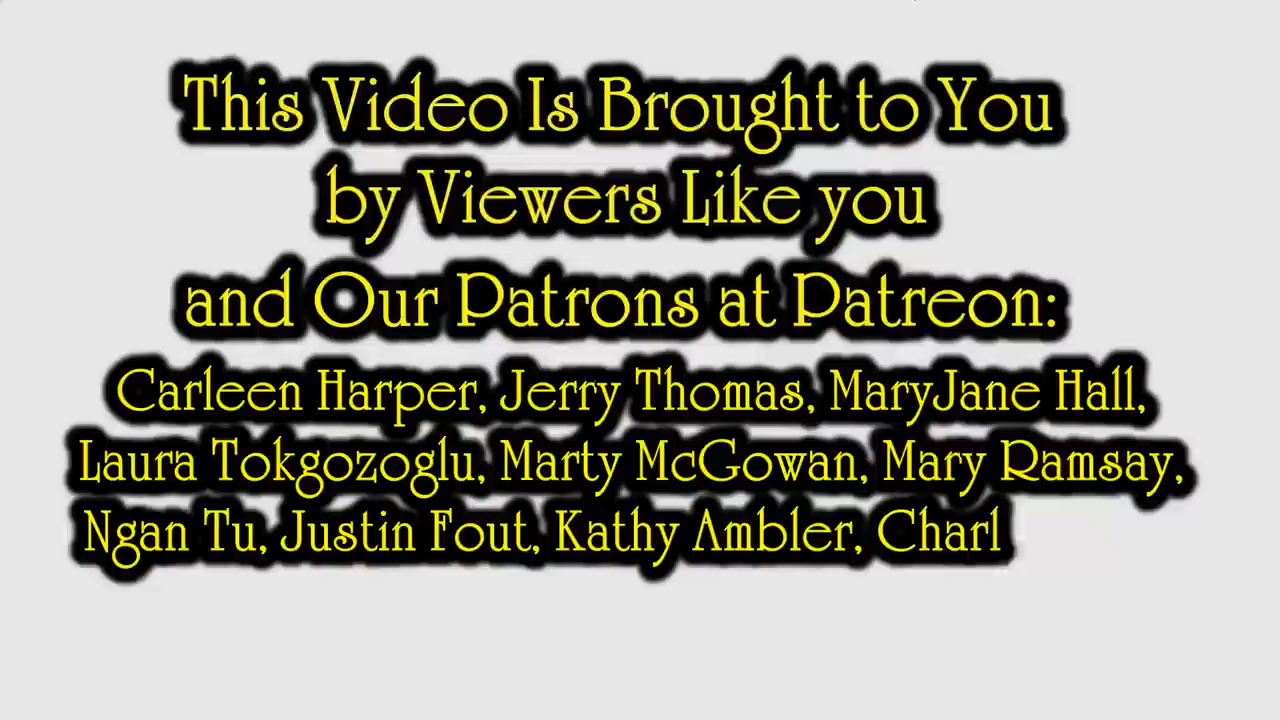 This Video Is Brought to You
by Viewers Like you
and Our Patrons at Patreon:
Carleen Harper, Jerry Thomas, MaryJane Hall,
Laura Tokgozoglu, Marty McGowan, Mary Ramsay,
Ngan Tu, Justin Fout, Kathy Ambler, Charl